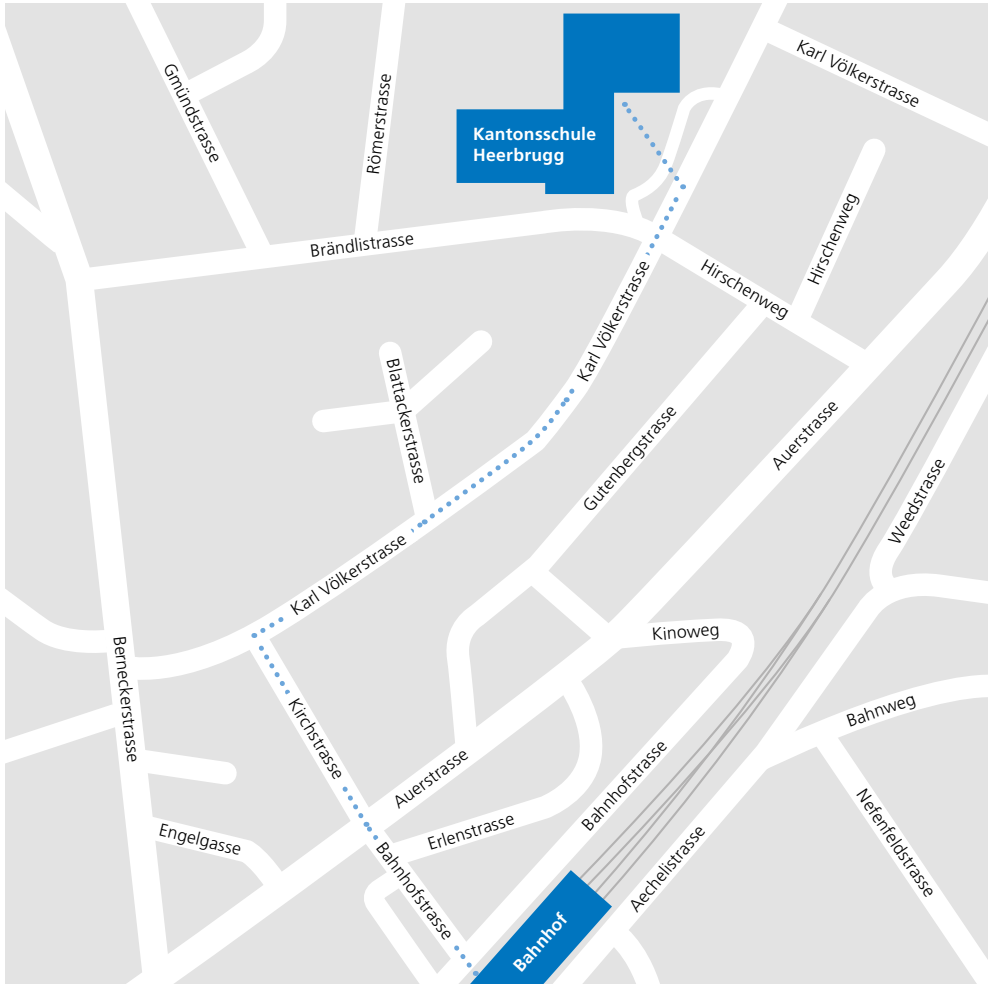 Karl Völkerstrasse
Gmündstrasse
Römerstrasse
Kantonsschule
Heerbrugg
Hirschenweg
Brändlistrasse
Hirschenweg
Karl Völkerstrasse
Blattackerstrasse
Gutenbergstrasse
Auerstrasse
Weedstrasse
Karl Völkerstrasse
Kinoweg
Berneckerstrasse
Kirchstrasse
Bahnweg
Auerstrasse
Bahnhofstrasse
Engelgasse
Erlenstrasse
Nefenfeldstrasse
Bahnhofstrasse
Aechelistrasse
Bahnhof